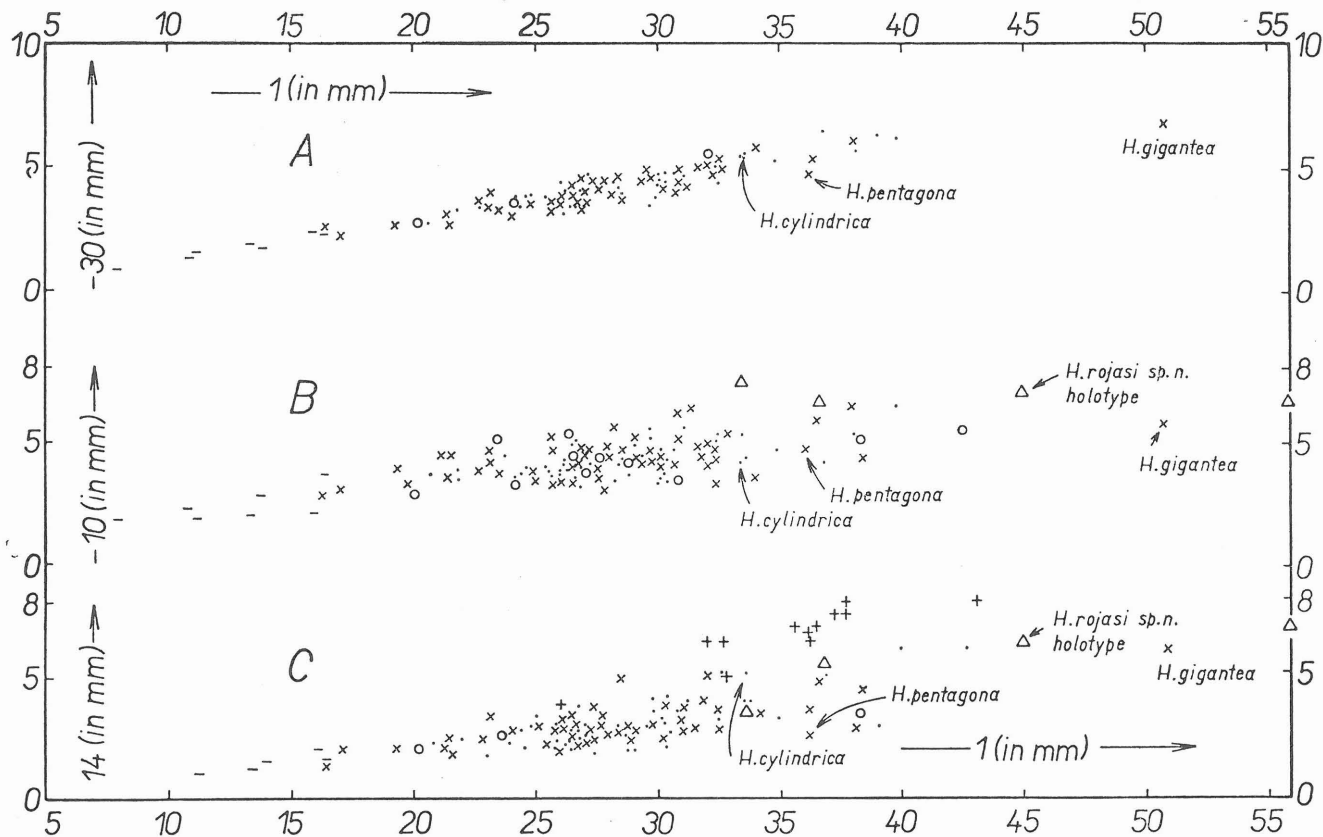 5 10 15 20 25 30 35 40 45 50 55
10 10
1 (in mm)
A
5 5
H.gigantea
H.pentagona
H.cylindrica
-30 (in mm)
0 0
8 8
B
H.rojasi sp.n.
holotype
5 5
H.gigantea
H.pentagona
H.cylindrica
-10 (in mm)
0 0
8 8
C
H.rojasi sp.n.
holotype
5 5
H.gigantea
H.pentagona
H.cylindrica
14 (in mm)
1 (in mm)
0 0
5 10 15 20 25 30 35 40 45 50 55